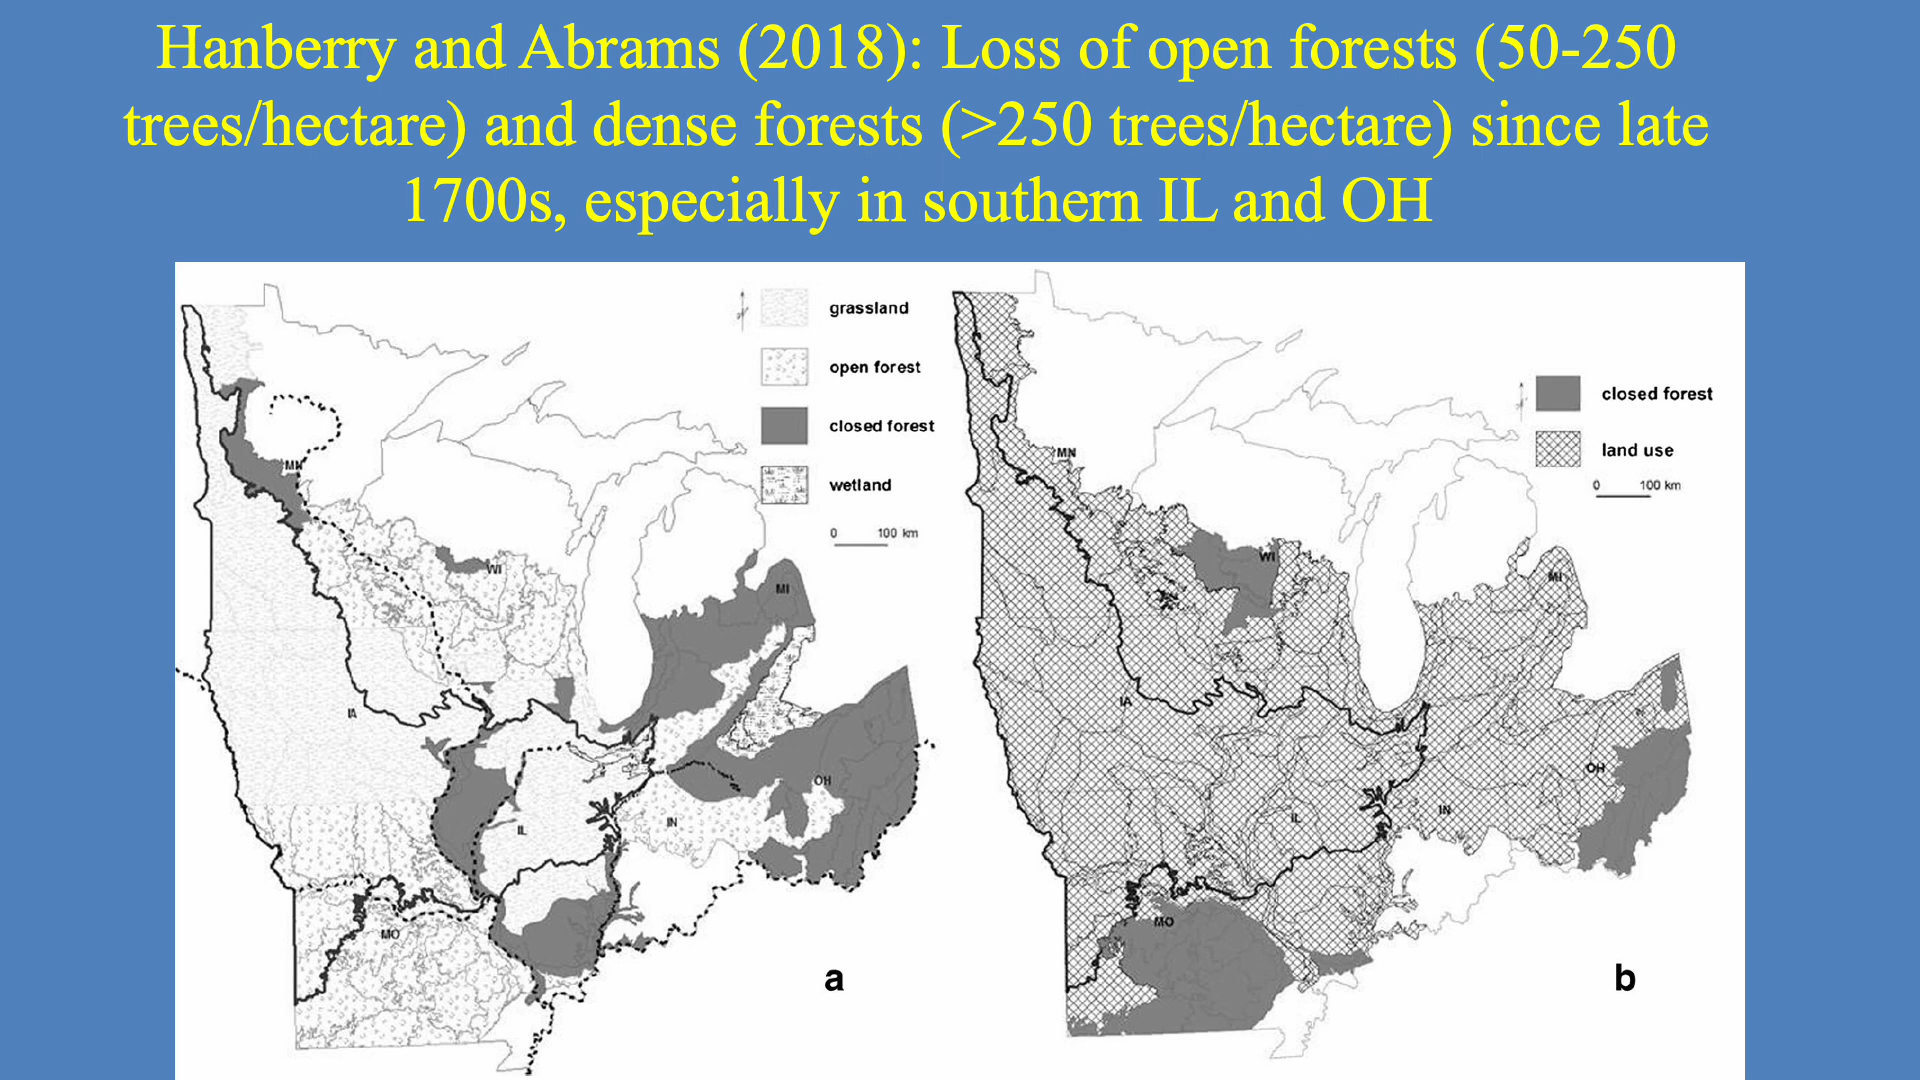 Hanberry and Abrams (2018): Loss of open forests (50-250
trees/hectare) and dense forests (>250 trees/hectare) since late
1700s, especially in southern IL and OH
grassland
open forest
closed forest
wetland
0 100 km
MN
WI
MI
IA
OH
IL
IN
MO
a
closed forest
land use
0 100 km
MN
WI
MI
IA
OH
IN
IL
MO
b